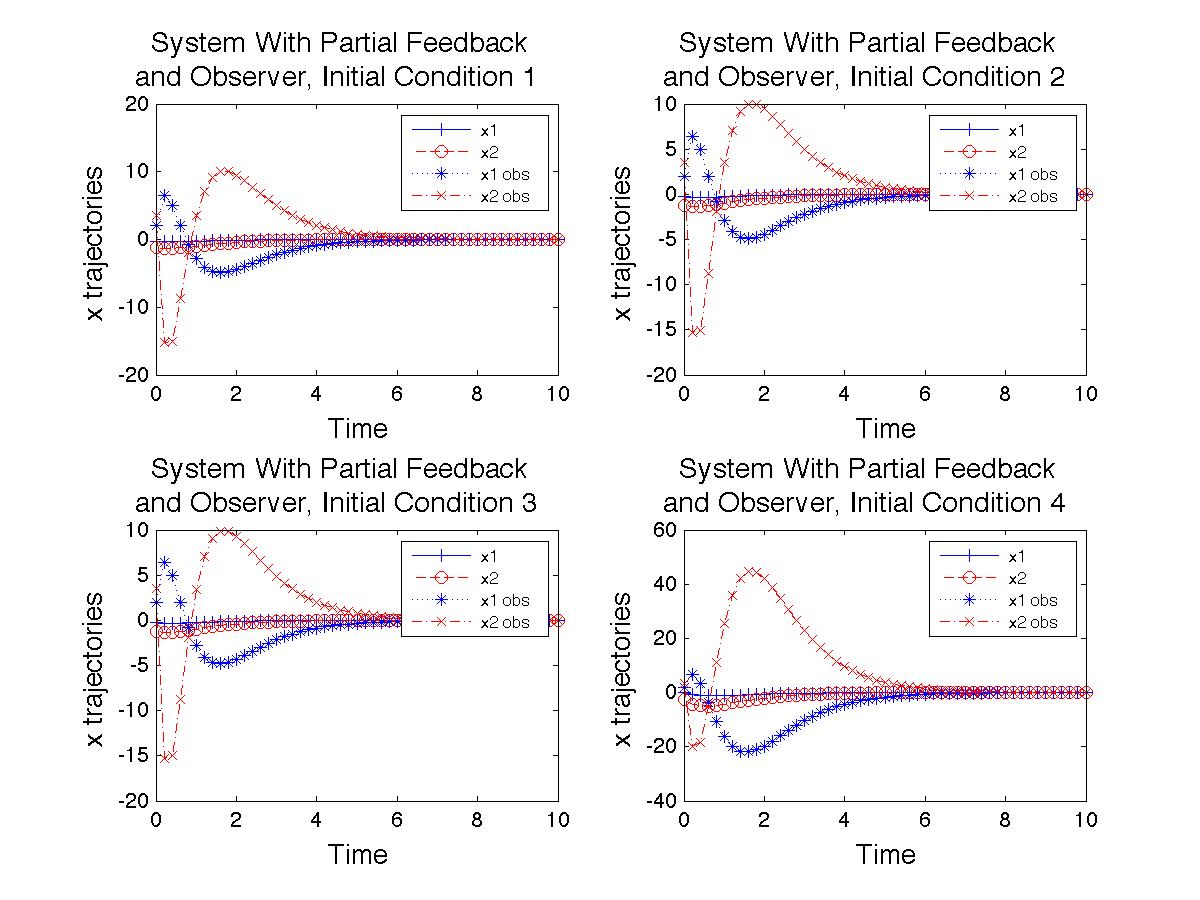 System With Partial Feedback
and Observer, Initial Condition 1
20
10
0
-10
-20
x trajectories
x1
x2
x1 obs
x2 obs
0 2 4 6 8 10
Time
System With Partial Feedback
and Observer, Initial Condition 2
10
5
0
-5
-10
-15
-20
x trajectories
x1
x2
x1 obs
x2 obs
0 2 4 6 8 10
Time
System With Partial Feedback
and Observer, Initial Condition 3
10
5
0
-5
-10
-15
-20
x trajectories
x1
x2
x1 obs
x2 obs
0 2 4 6 8 10
Time
System With Partial Feedback
and Observer, Initial Condition 4
60
40
20
0
-20
-40
x trajectories
x1
x2
x1 obs
x2 obs
0 2 4 6 8 10
Time